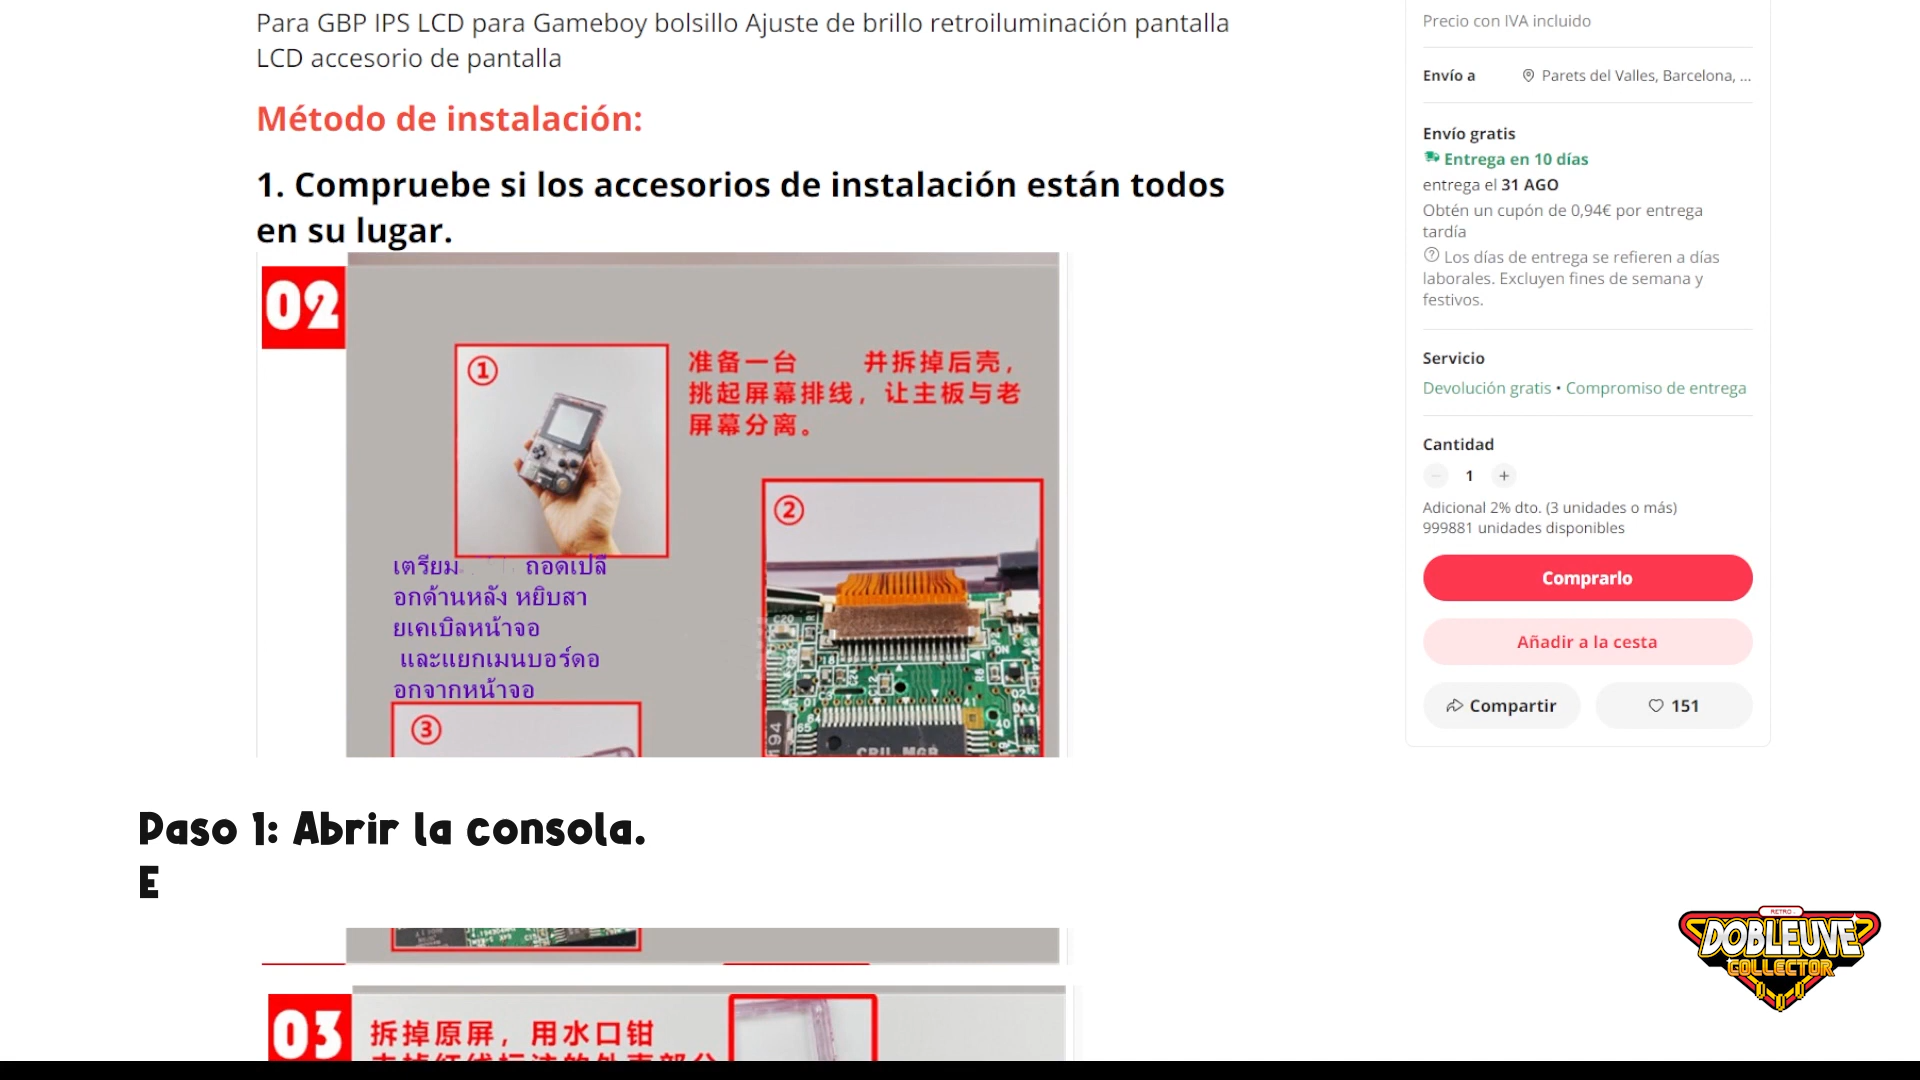 Para GBP IPS LCD para Gameboy bolsillo Ajuste de brillo retroiluminación pantalla
LCD accesorio de pantalla
Método de instalación:
1. Compruebe si los accesorios de instalación están todos
en su lugar.
02
①
准备一台 并拆掉后壳，
挑起屏幕排线，让主板与老
屏幕分离。
②
เตรียม ถอดเปลื
อกด้านหลัง หยิบสา
ยเคเบิลหน้าจอ
และแยกเมนบอร์ดอ
อกจากหน้าจอ
③
CPU MGB
Paso 1: Abrir la consola.
E
03
拆掉原屏，用水口钳
Precio con IVA incluido
Envío a
Parets del Valles, Barcelona, ...
Envío gratis
Entrega en 10 días
entrega el 31 AGO
Obtén un cupón de 0,94€ por entrega
tardía
Los días de entrega se refieren a días
laborales. Excluyen fines de semana y
festivos.
Servicio
Devolución gratis • Compromiso de entrega
Cantidad
1
Adicional 2% dto. (3 unidades o más)
999881 unidades disponibles
Comprarlo
Añadir a la cesta
Compartir
151
RETRO
DOBLEUVE
COLLECTOR